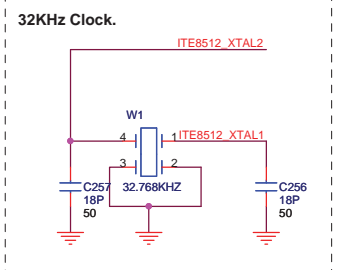 32KHz Clock.
ITE8512_XTAL2
W1
4 1 ITE8512_XTAL1
3 2
C257 32.768KHZ C256
18P 18P
50 50